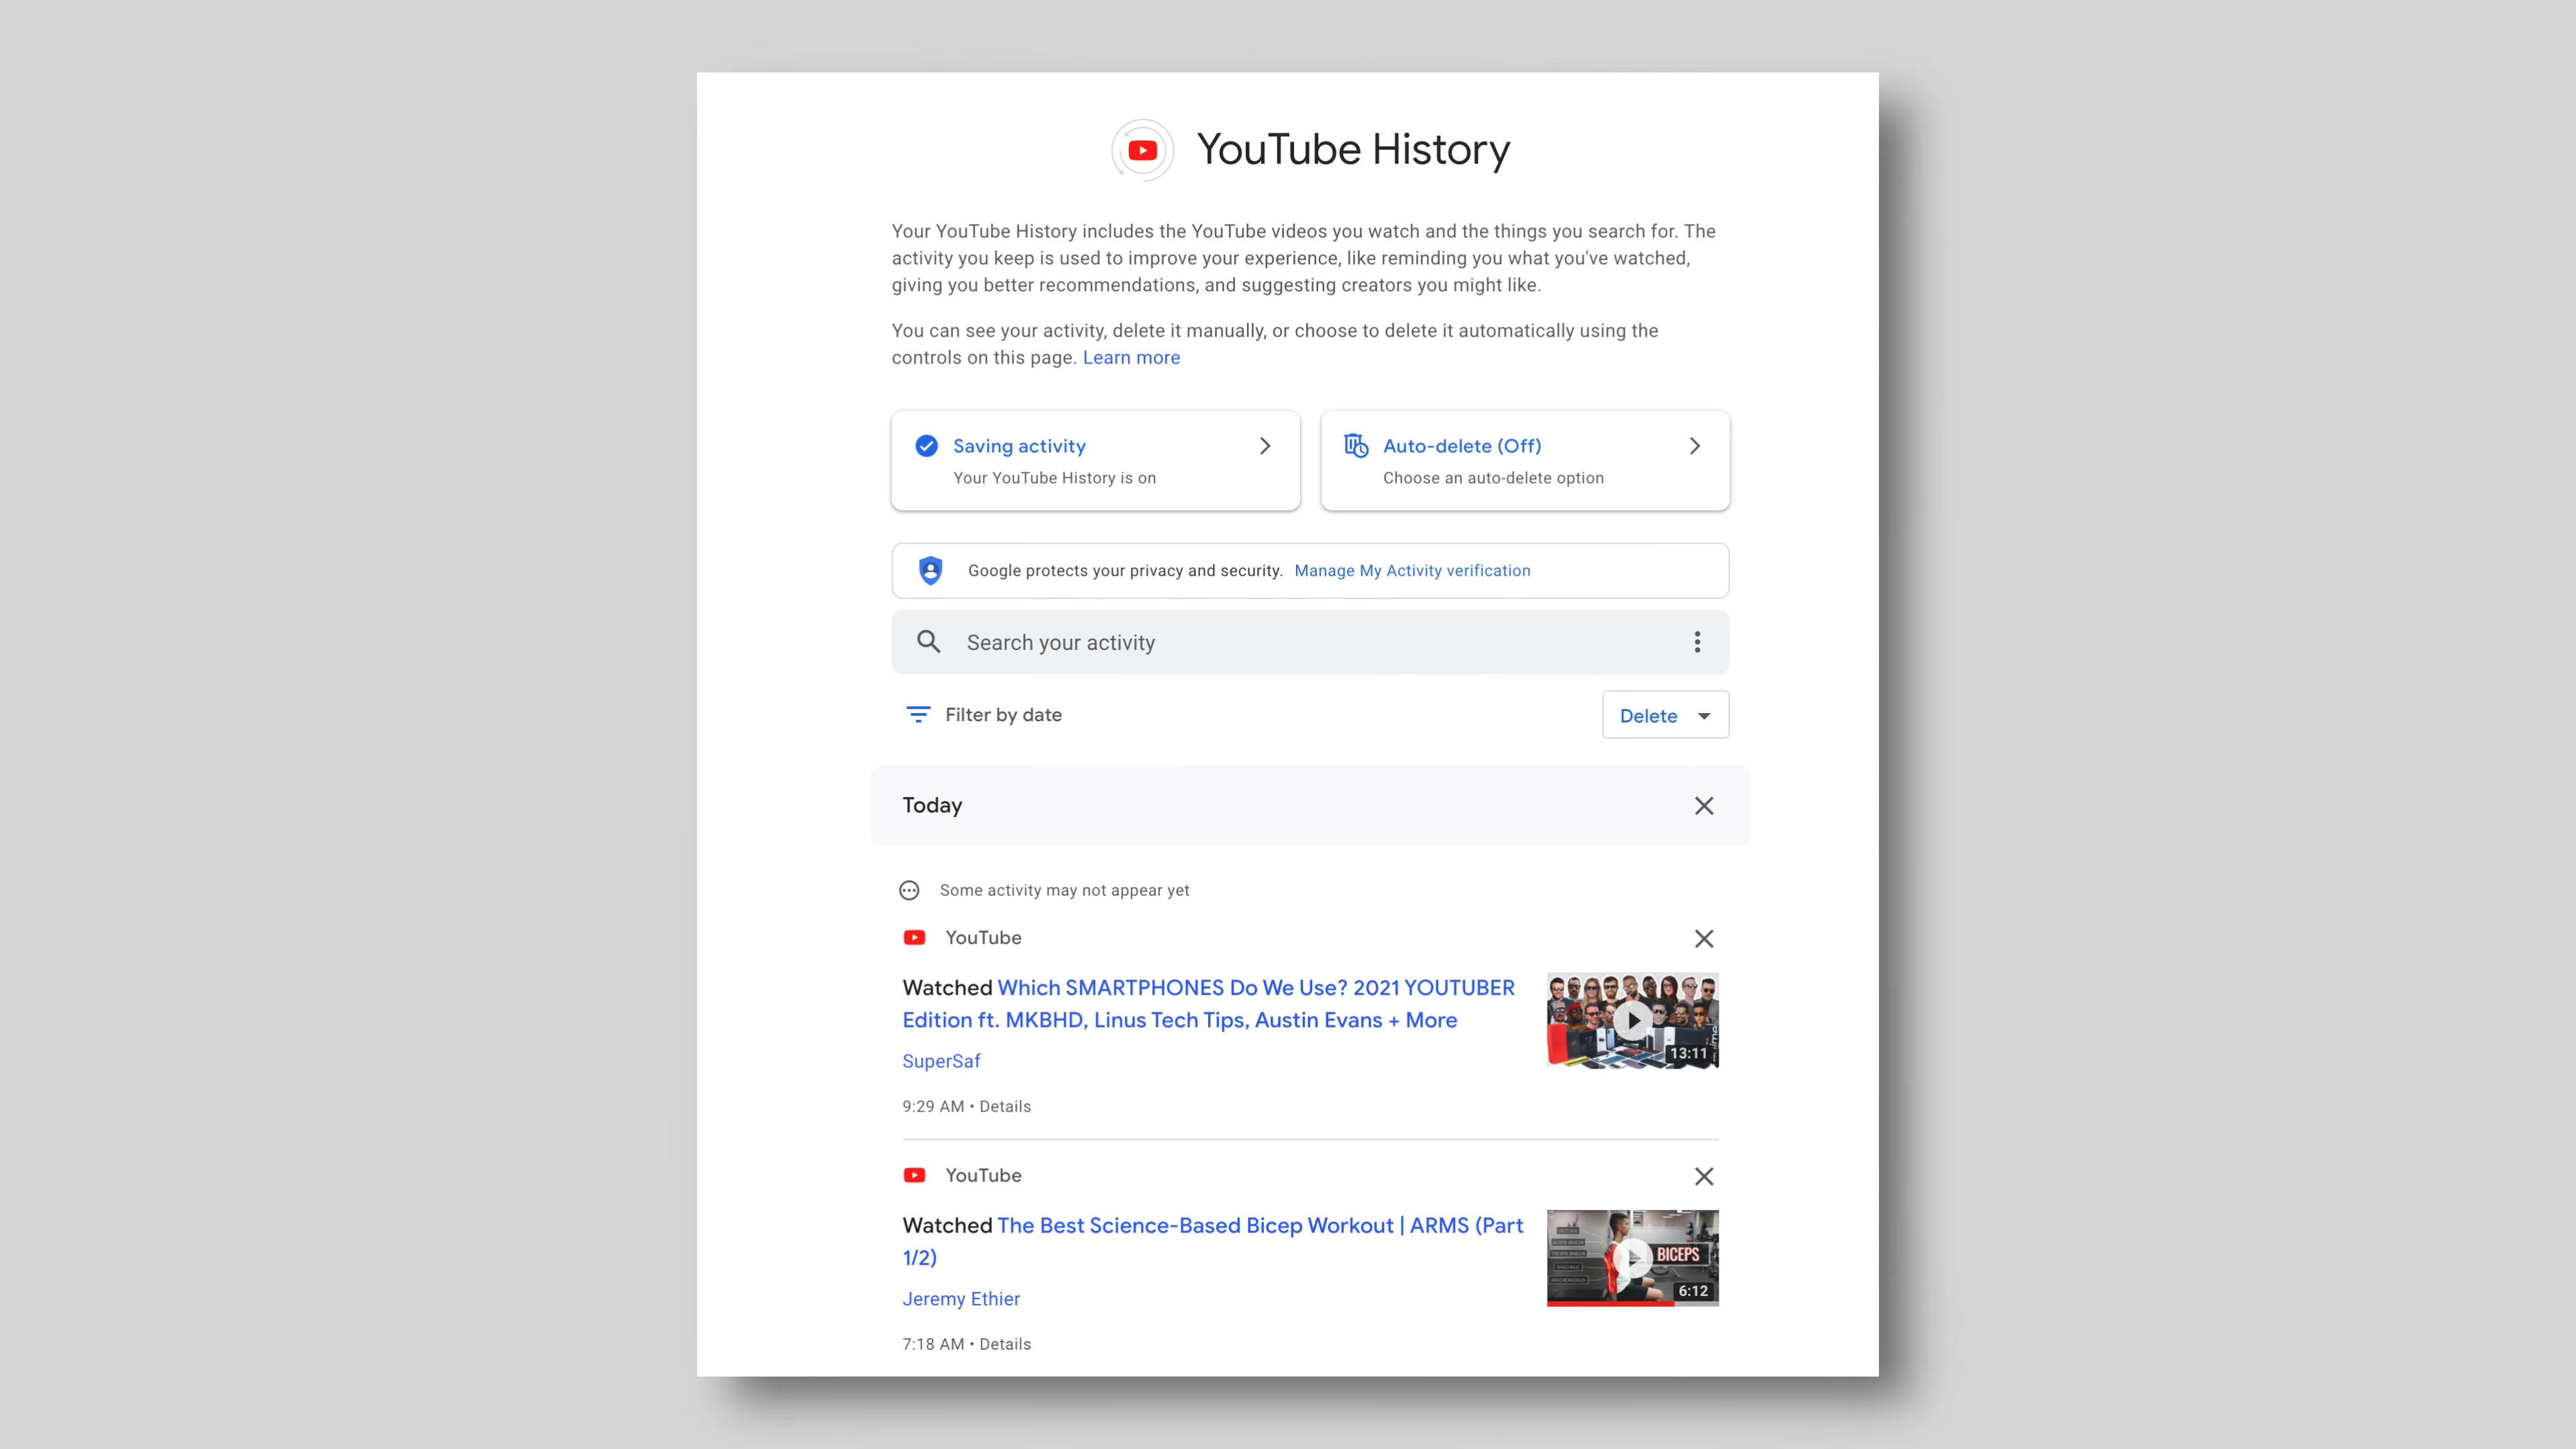 YouTube History
Your YouTube History includes the YouTube videos you watch and the things you search for. The
activity you keep is used to improve your experience, like reminding you what you've watched,
giving you better recommendations, and suggesting creators you might like.
You can see your activity, delete it manually, or choose to delete it automatically using the
controls on this page. Learn more
Saving activity
Your YouTube History is on
Auto-delete (Off)
Choose an auto-delete option
Google protects your privacy and security. Manage My Activity verification
Search your activity
Filter by date
Delete
Today
Some activity may not appear yet
YouTube
Watched Which SMARTPHONES Do We Use? 2021 YOUTUBER
Edition ft. MKBHD, Linus Tech Tips, Austin Evans + More
SuperSaf
9:29 AM • Details
13:11
YouTube
Watched The Best Science-Based Bicep Workout | ARMS (Part
1/2)
Jeremy Ethier
7:18 AM • Details
BICEPS
6:12